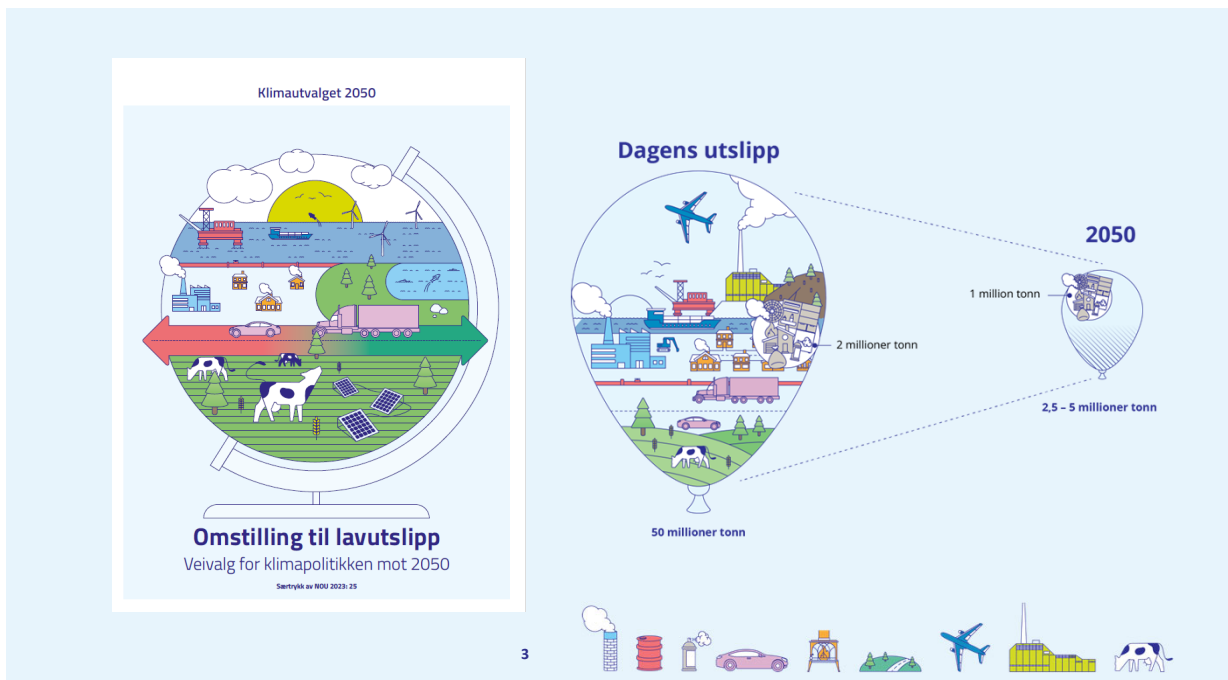 Klimautvalget 2050
Omstilling til lavutslipp
Veivalg for klimapolitikken mot 2050
Særtrykk av NOU 2023: 25
Dagens utslipp
2 millioner tonn
50 millioner tonn
2050
1 million tonn
2,5 – 5 millioner tonn
3